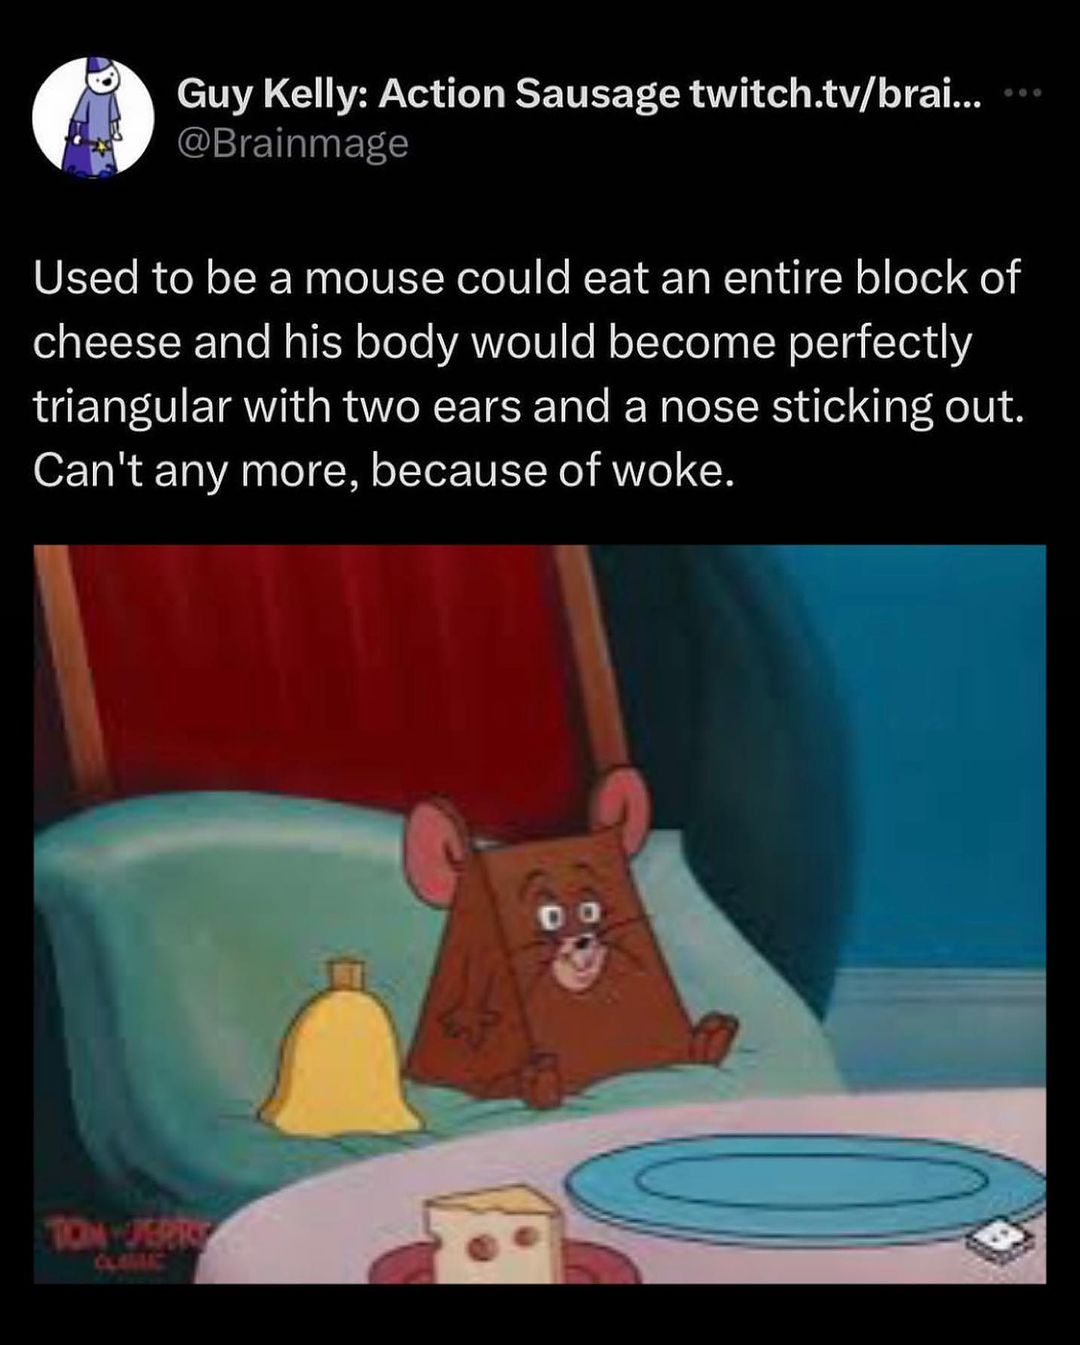 Guy Kelly: Action Sausage twitch.tv/brai...
@Brainmage
Used to be a mouse could eat an entire block of
cheese and his body would become perfectly
triangular with two ears and a nose sticking out.
Can't any more, because of woke.
TOM and JERRY